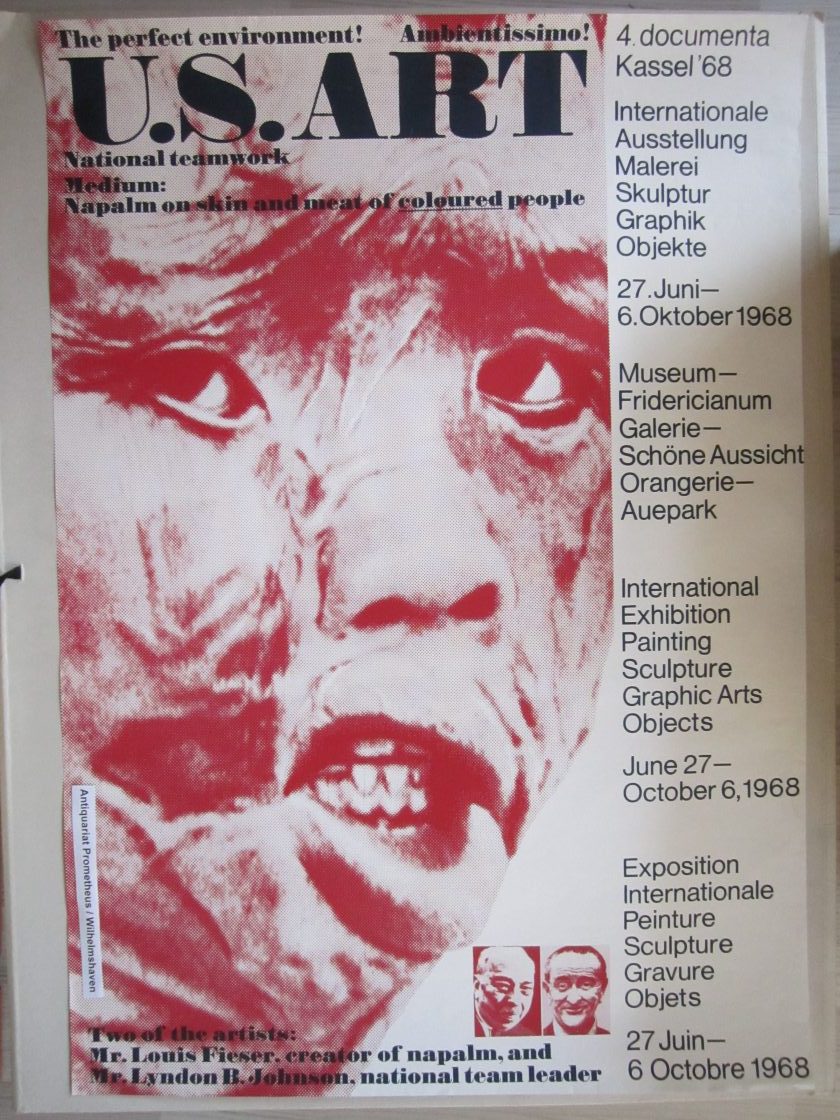 The perfect environment! Ambientissimo!
U.S. ART
National teamwork
Medium:
Napalm on skin and meat of coloured people
4. documenta
Kassel '68
Internationale
Ausstellung
Malerei
Skulptur
Graphik
Objekte
27. Juni—
6. Oktober 1968
Museum—
Fridericianum
Galerie—
Schöne Aussicht
Orangerie—
Auepark
International
Exhibition
Painting
Sculpture
Graphic Arts
Objects
June 27—
October 6, 1968
Exposition
Internationale
Peinture
Sculpture
Gravure
Objets
27 Juin—
6 Octobre 1968
Antiquariat Prometheus / Wilhelmshaven
Two of the artists:
Mr. Louis Fieser, creator of napalm, and
Mr. Lyndon B. Johnson, national team leader